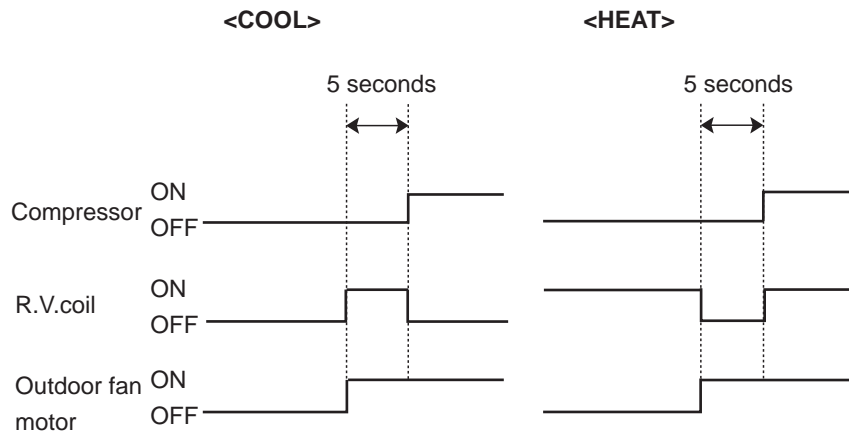 <COOL> <HEAT>
5 seconds 5 seconds
ON
Compressor
OFF
ON
R.V.coil
OFF
Outdoor fan ON
motor OFF